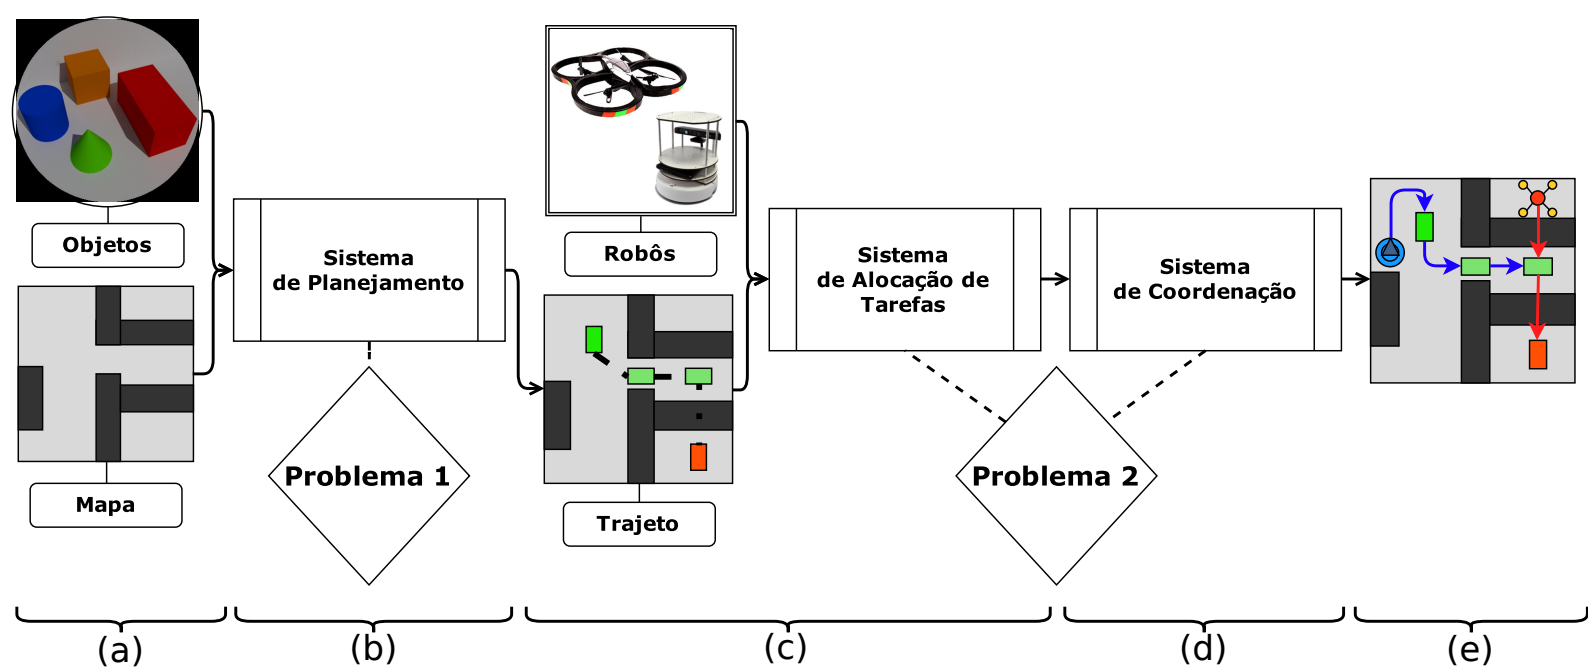 Objetos
Mapa
Sistema
de Planejamento
Problema 1
Robôs
Trajeto
Sistema
de Alocação de
Tarefas
Sistema
de Coordenação
Problema 2
(a)
(b)
(c)
(d)
(e)